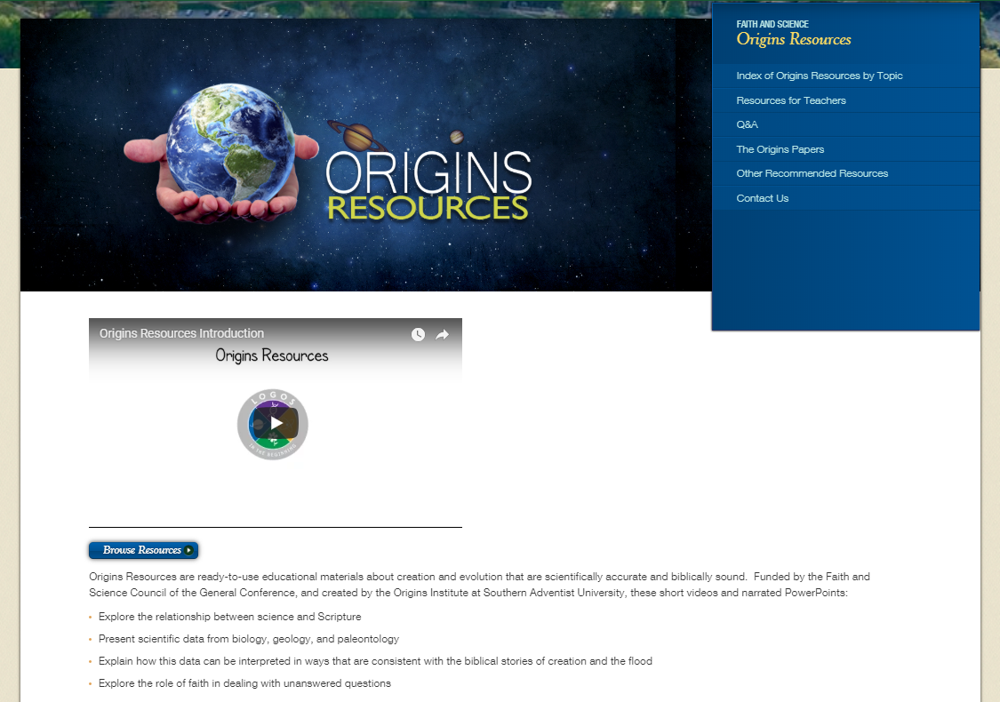 FAITH AND SCIENCE
Origins Resources
Index of Origins Resources by Topic
Resources for Teachers
Q&A
The Origins Papers
Other Recommended Resources
Contact Us
ORIGINS
RESOURCES
Origins Resources Introduction
Origins Resources
LOGOS
IN THE BEGINNING
Browse Resources
Origins Resources are ready-to-use educational materials about creation and evolution that are scientifically accurate and biblically sound.  Funded by the Faith and
Science Council of the General Conference, and created by the Origins Institute at Southern Adventist University, these short videos and narrated PowerPoints:
Explore the relationship between science and Scripture
Present scientific data from biology, geology, and paleontology
Explain how this data can be interpreted in ways that are consistent with the biblical stories of creation and the flood
Explore the role of faith in dealing with unanswered questions